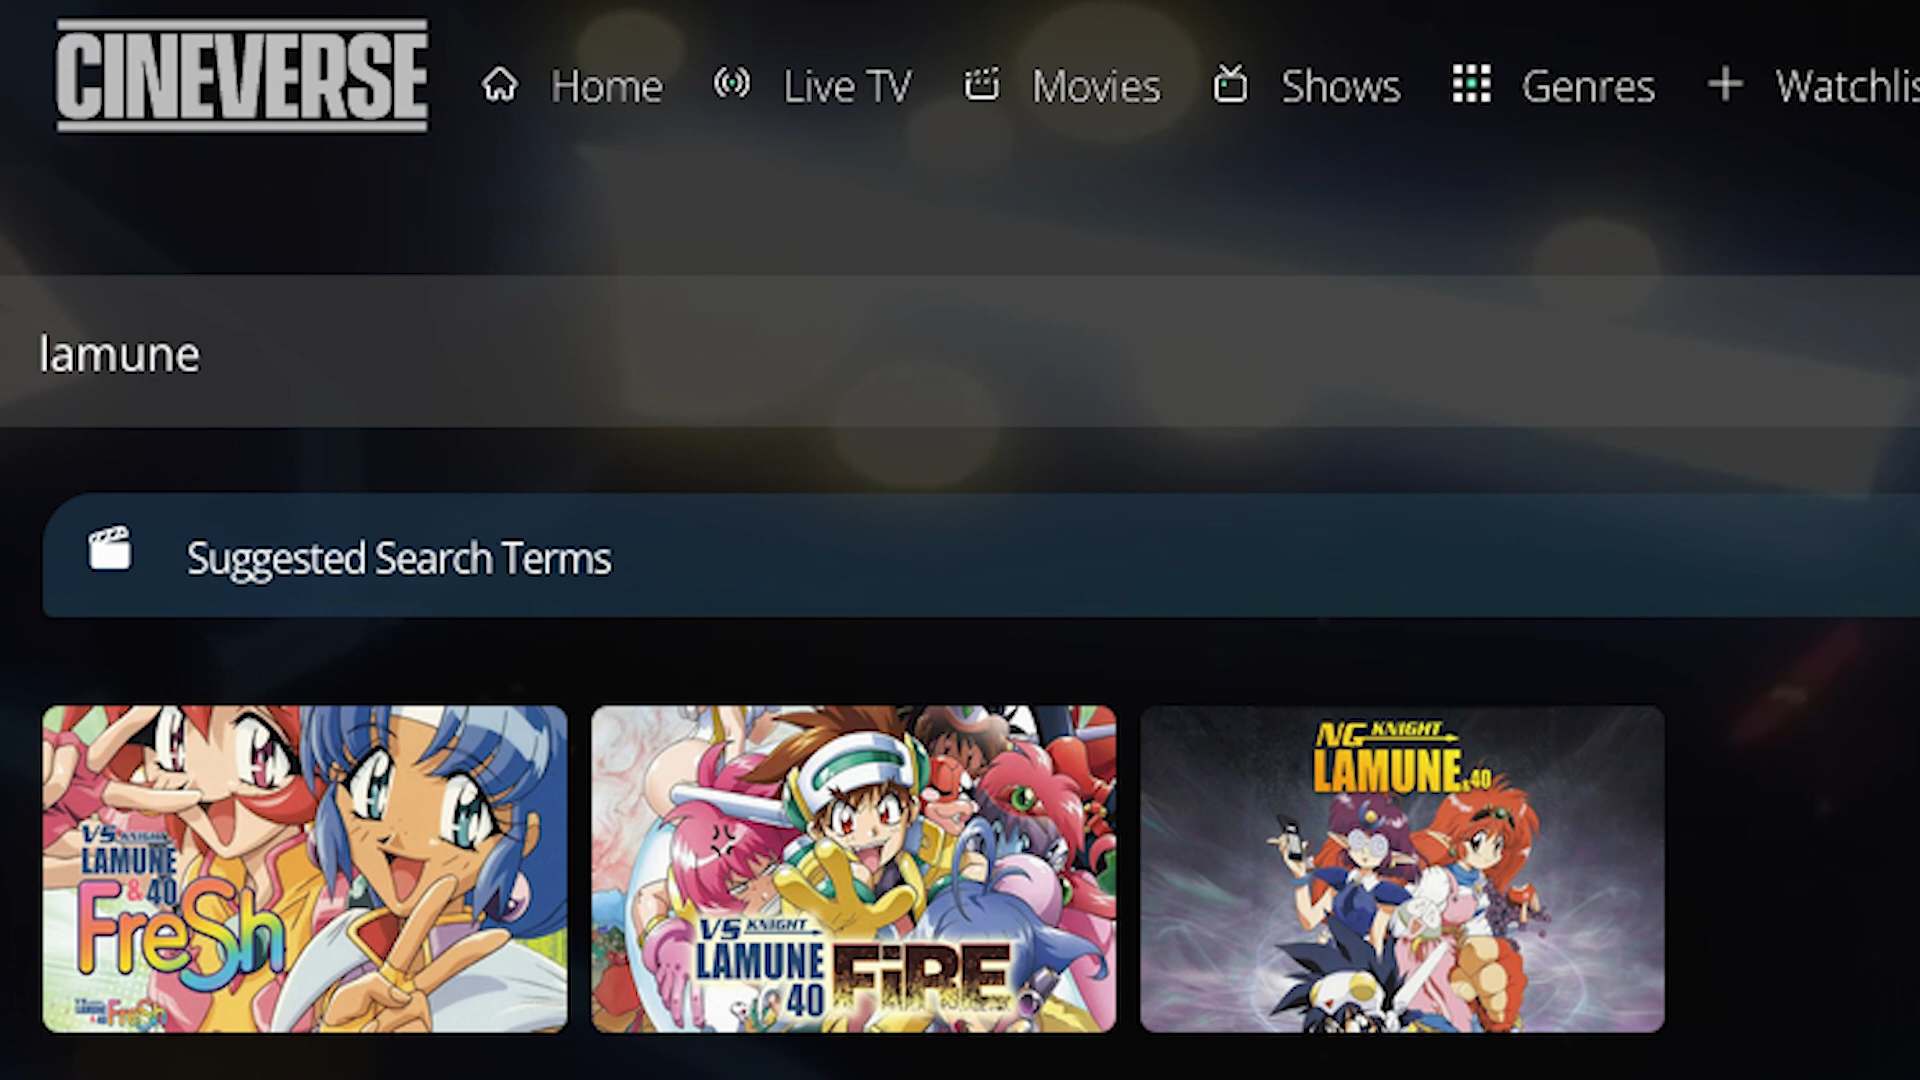 CINEVERSE
Home
Live TV
Movies
Shows
Genres
Watchlis
lamune
Suggested Search Terms
VS KNIGHT
LAMUNE
& 40
FreSh
VS KNIGHT
LAMUNE
40 FiRE
NG KNIGHT
LAMUNE &40